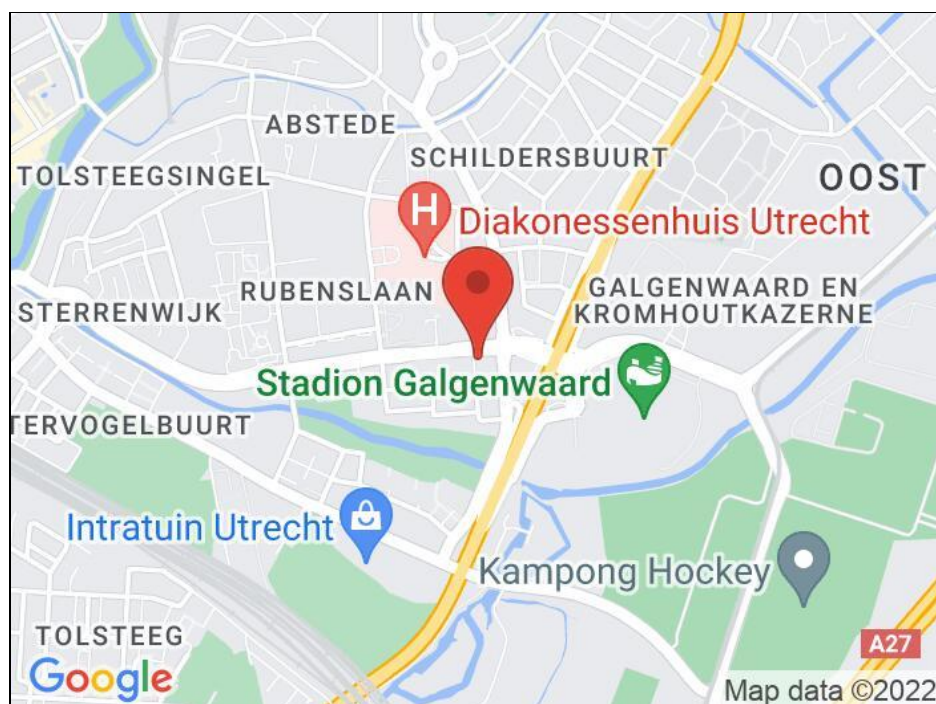 ABSTEDE
SCHILDERSBUURT
TOLSTEEGSINGEL
OOST
H
Diakonessenhuis Utrecht
RUBENSLAAN
GALGENWAARD EN
KROMHOUTKAZERNE
STERRENWIJK
Stadion Galgenwaard
TERVOGELBUURT
Intratuin Utrecht
Kampong Hockey
TOLSTEEG
A27
Google
Map data ©2022